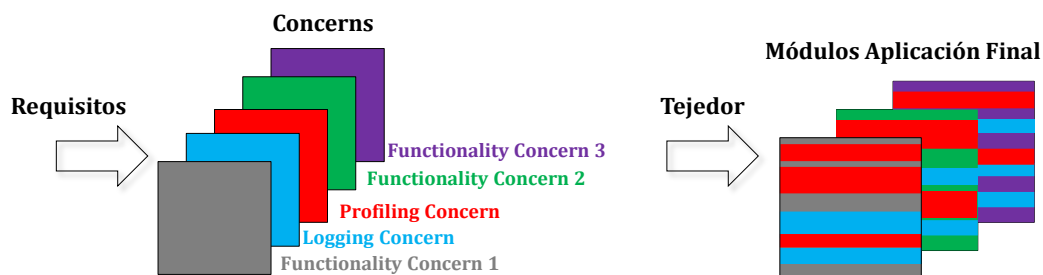 Concerns
Módulos Aplicación Final
Requisitos
Tejedor
Functionality Concern 3
Functionality Concern 2
Profiling Concern
Logging Concern
Functionality Concern 1